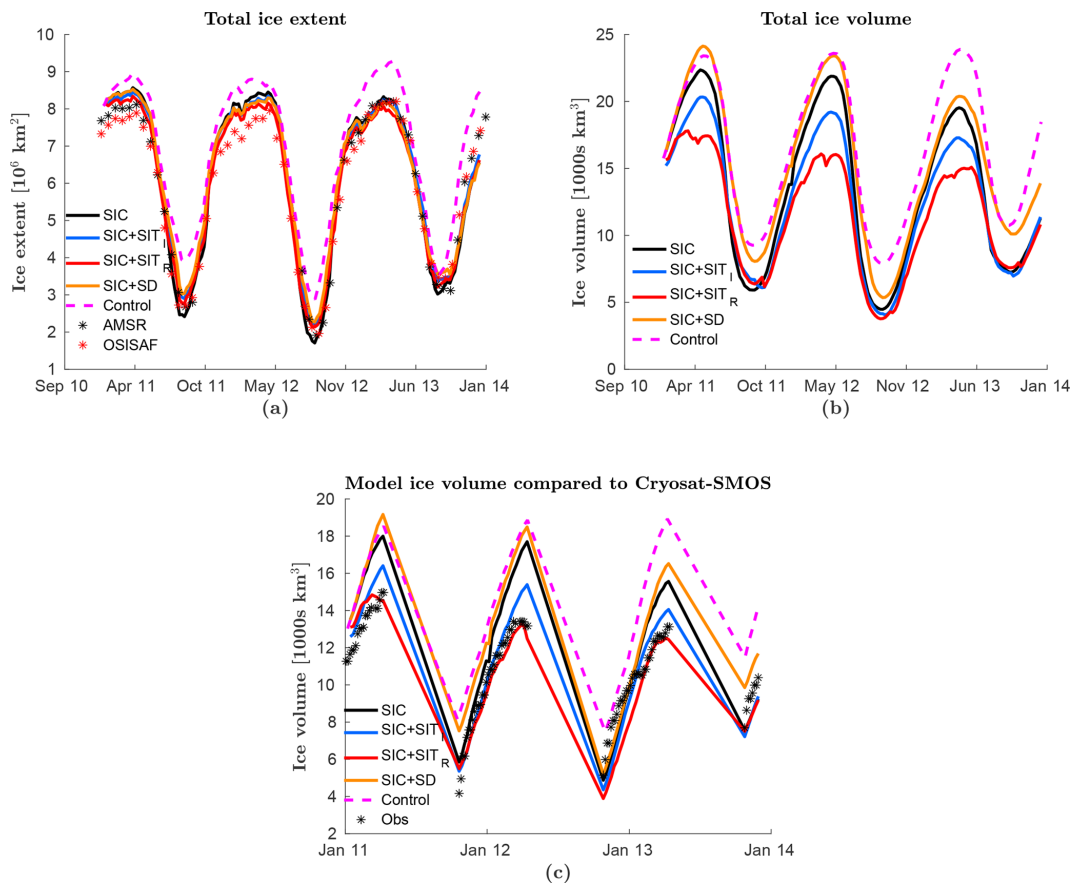 Total ice extent
Ice extent [10⁶ km²]
10
9
8
7
6
5
4
3
2
1
SIC
SIC+SIT_I
SIC+SIT_R
SIC+SD
Control
AMSR
OSISAF
Sep 10 Apr 11 Oct 11 May 12 Nov 12 Jun 13 Jan 14
(a)
Total ice volume
Ice volume [1000s km³]
25
20
15
10
5
0
SIC
SIC+SIT_I
SIC+SIT_R
SIC+SD
Control
Sep 10 Apr 11 Oct 11 May 12 Nov 12 Jun 13 Jan 14
(b)
Model ice volume compared to Cryosat-SMOS
Ice volume [1000s km³]
20
18
16
14
12
10
8
6
4
2
SIC
SIC+SIT_I
SIC+SIT_R
SIC+SD
Control
Obs
Jan 11 Jan 12 Jan 13 Jan 14
(c)